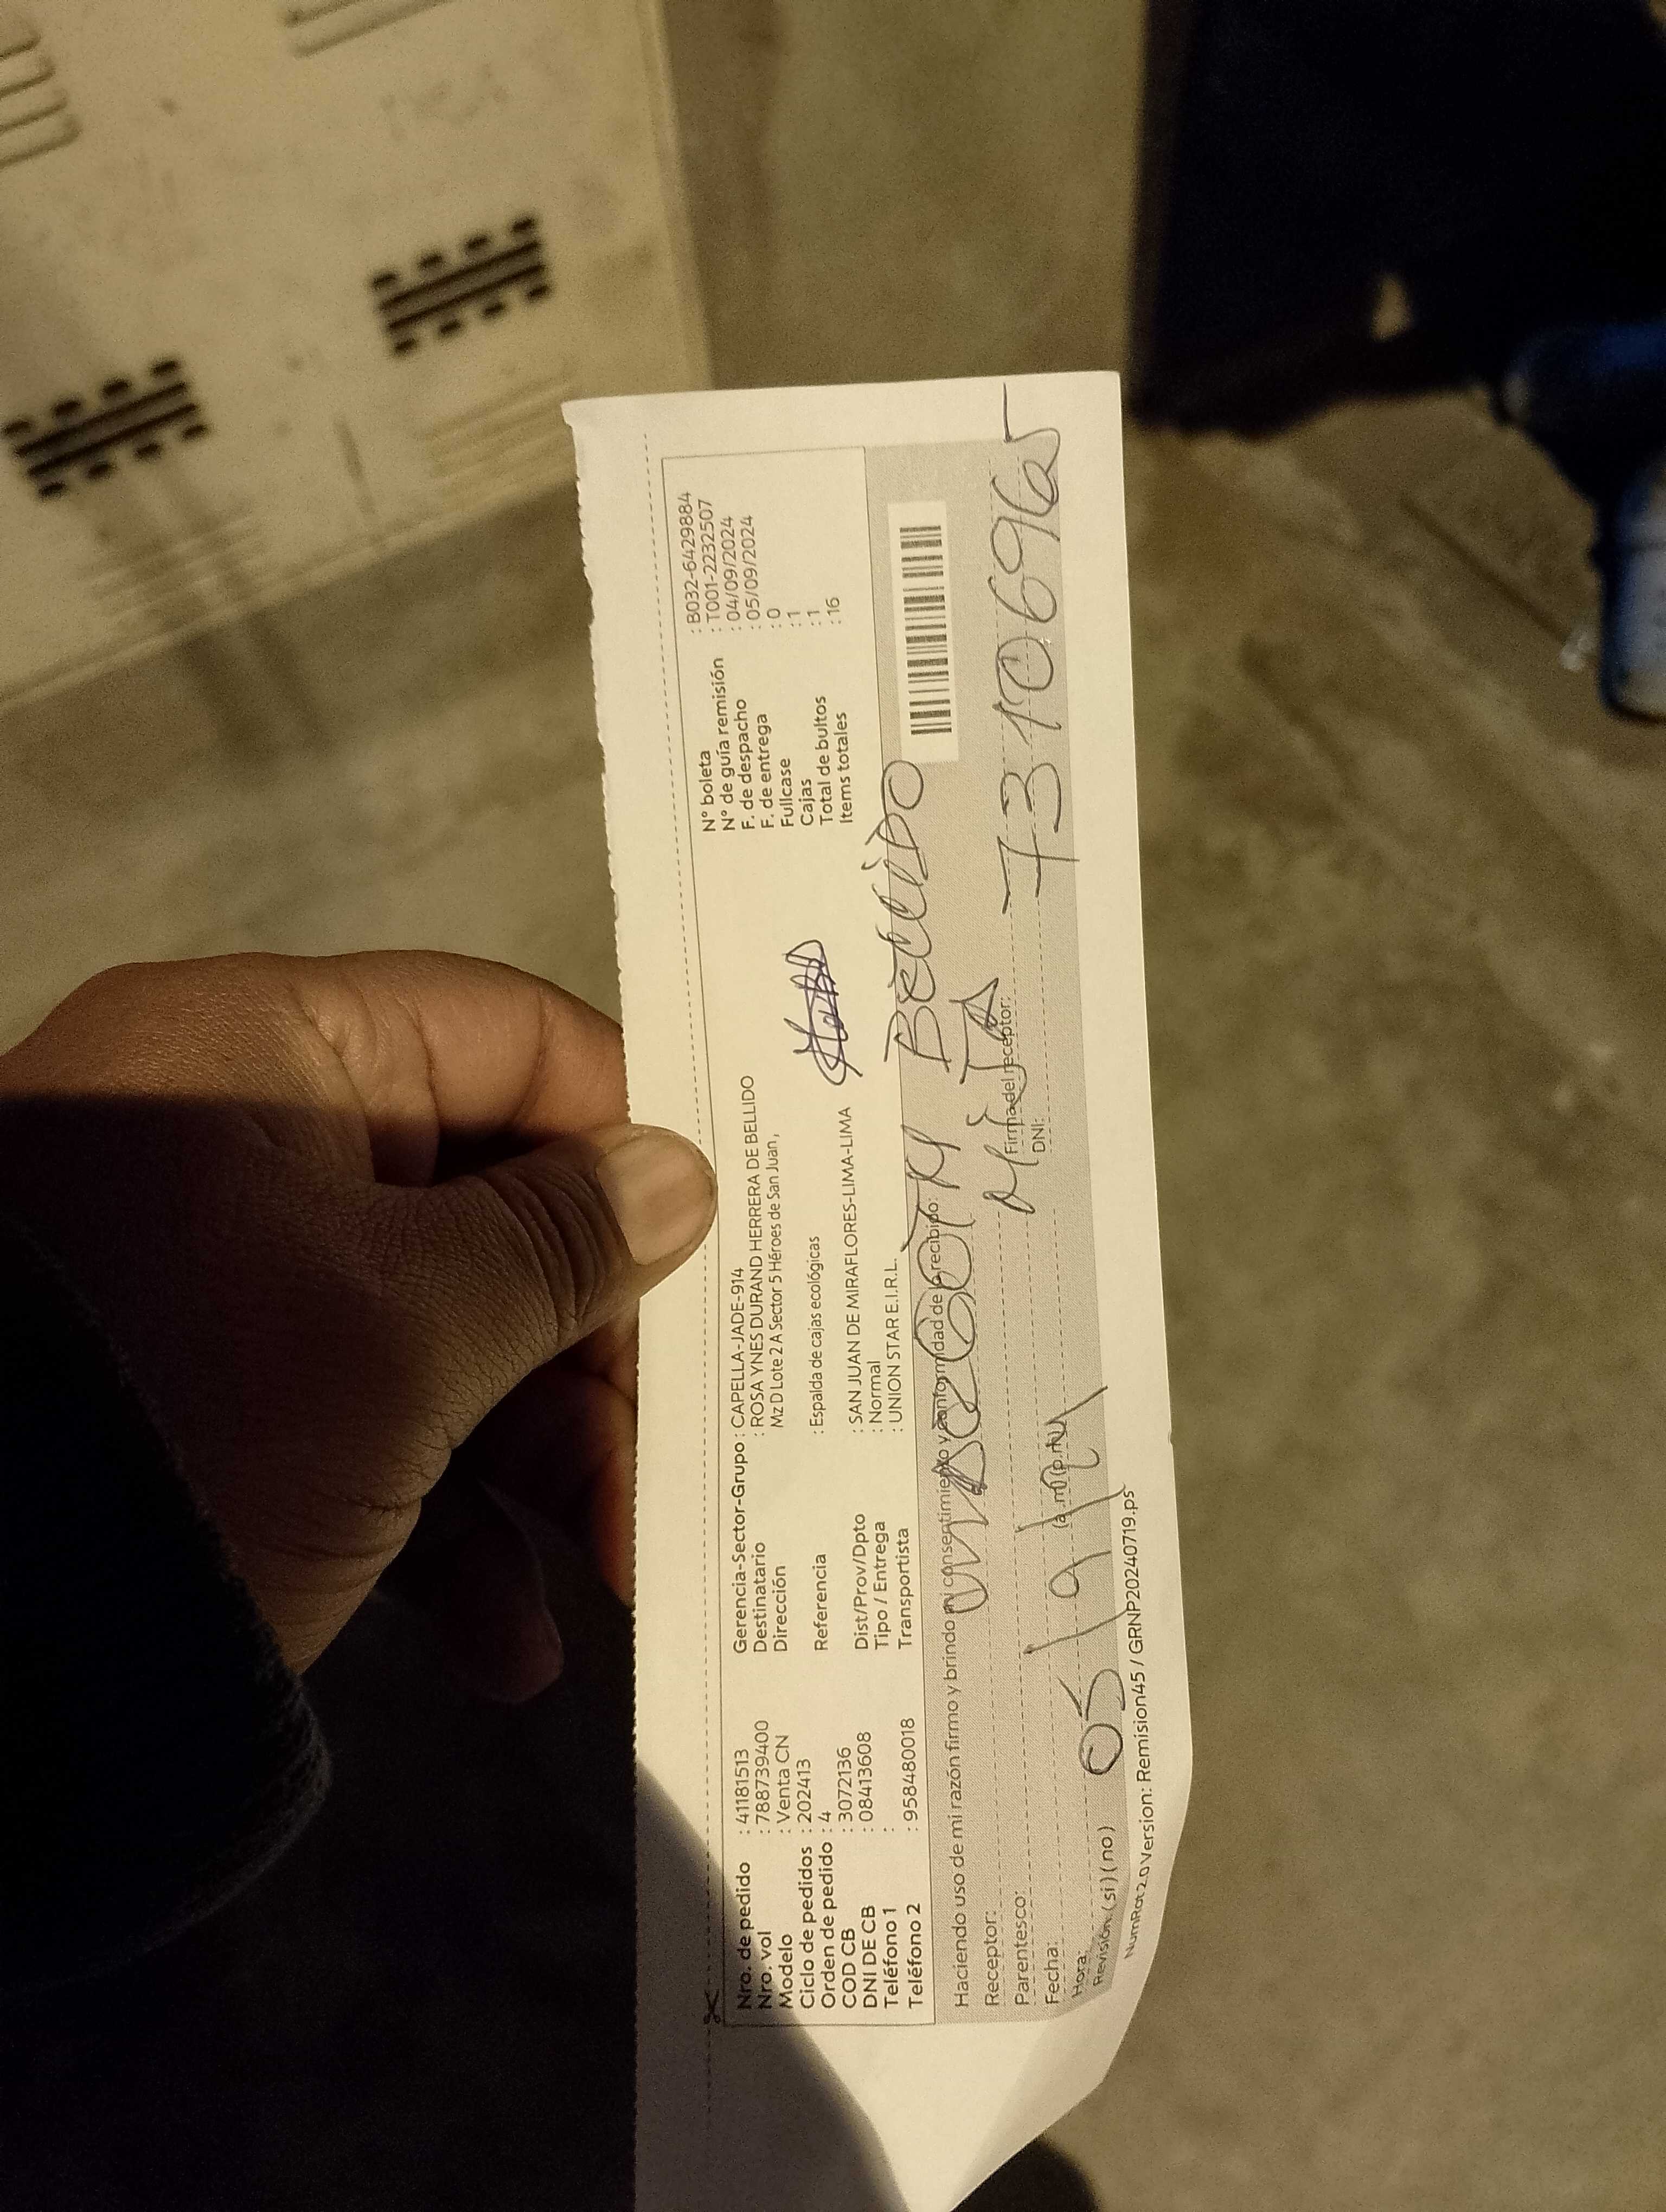 Nro. de pedido : 41181513
Nro. vol : 788739400
Modelo : Venta CN
Ciclo de pedidos : 202413
Orden de pedido : 4
COD CB : 3072136
DNI DE CB : 08413608
Teléfono 1 :
Teléfono 2 : 958480018
Gerencia-Sector-Grupo : CAPELLA-JADE-914
Destinatario : ROSA YNES DURAND HERRERA DE BELLIDO
Dirección Mz D Lote 2 A Sector 5 Héroes de San Juan,
Referencia : Espalda de cajas ecológicas
Dist/Prov/Dpto : SAN JUAN DE MIRAFLORES-LIMA-LIMA
Tipo / Entrega : Normal
Transportista : UNION STAR E.I.R.L.
N° boleta : B032-6429884
N° de guía remisión : T001-2232507
F. de despacho : 04/09/2024
F. de entrega : 05/09/2024
Fullcase : 0
Cajas : 1
Total de bultos : 1
Items totales : 16
Haciendo uso de mi razón firmo y brindo mi consentimiento y conformidad de lo recibido:
Receptor: BELLIDO
Parentesco: HIJA
Firma del receptor:
Fecha: 05/9/
DNI: 73106965
Hora: (a.m) (p.m)
Revisión: (si) (no)
NumRot 2.0 Version: Remision45 / GRNP20240719.ps